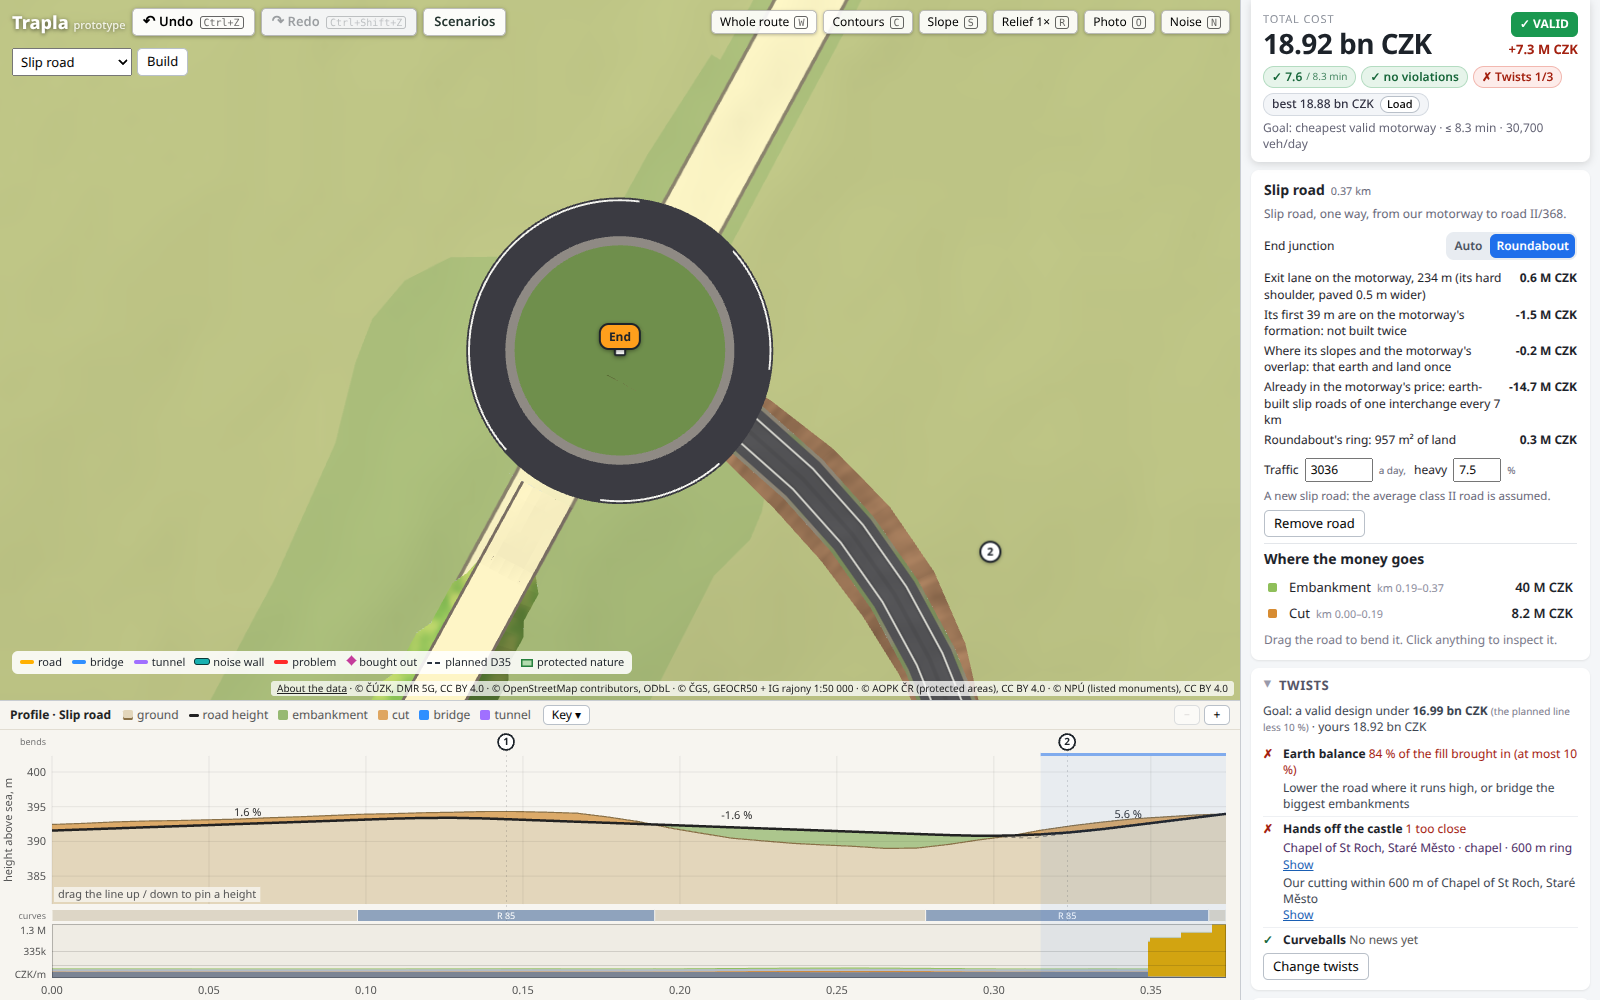 Trapla prototype
↶ Undo Ctrl+Z
↷ Redo Ctrl+Shift+Z
Scenarios
Whole route W
Contours C
Slope S
Relief 1× R
Photo O
Noise N
Slip road
Build
End
2
road
bridge
tunnel
noise wall
problem
bought out
planned D35
protected nature
About the data · © ČÚZK, DMR 5G, CC BY 4.0 · © OpenStreetMap contributors, ODbL · © ČGS, GEOCR50 + IG rajony 1:50 000 · © AOPK ČR (protected areas), CC BY 4.0 · © NPÚ (listed monuments), CC BY 4.0
Profile · Slip road
ground
road height
embankment
cut
bridge
tunnel
Key ▾
−
+
bends
1
2
400
395
390
385
height above sea, m
1.6 %
-1.6 %
5.6 %
drag the line up / down to pin a height
curves
R 85
R 85
1.3 M
335k
CZK/m
0.00
0.05
0.10
0.15
0.20
0.25
0.30
0.35
TOTAL COST
18.92 bn CZK
✓ VALID
+7.3 M CZK
✓ 7.6 / 8.3 min
✓ no violations
✗ Twists 1/3
best 18.88 bn CZK Load
Goal: cheapest valid motorway · ≤ 8.3 min · 30,700
veh/day
Slip road 0.37 km
Slip road, one way, from our motorway to road II/368.
End junction
Auto
Roundabout
Exit lane on the motorway, 234 m (its hard 0.6 M CZK
shoulder, paved 0.5 m wider)
Its first 39 m are on the motorway's -1.5 M CZK
formation: not built twice
Where its slopes and the motorway's -0.2 M CZK
overlap: that earth and land once
Already in the motorway's price: earth- -14.7 M CZK
built slip roads of one interchange every 7
km
Roundabout's ring: 957 m² of land 0.3 M CZK
Traffic 3036 a day, heavy 7.5 %
A new slip road: the average class II road is assumed.
Remove road
Where the money goes
Embankment km 0.19–0.37 40 M CZK
Cut km 0.00–0.19 8.2 M CZK
Drag the road to bend it. Click anything to inspect it.
▼ TWISTS
Goal: a valid design under 16.99 bn CZK (the planned line
less 10 %) · yours 18.92 bn CZK
✗ Earth balance 84 % of the fill brought in (at most 10
%)
Lower the road where it runs high, or bridge the
biggest embankments
✗ Hands off the castle 1 too close
Chapel of St Roch, Staré Město · chapel · 600 m ring
Show
Our cutting within 600 m of Chapel of St Roch, Staré
Město
Show
✓ Curveballs No news yet
Change twists